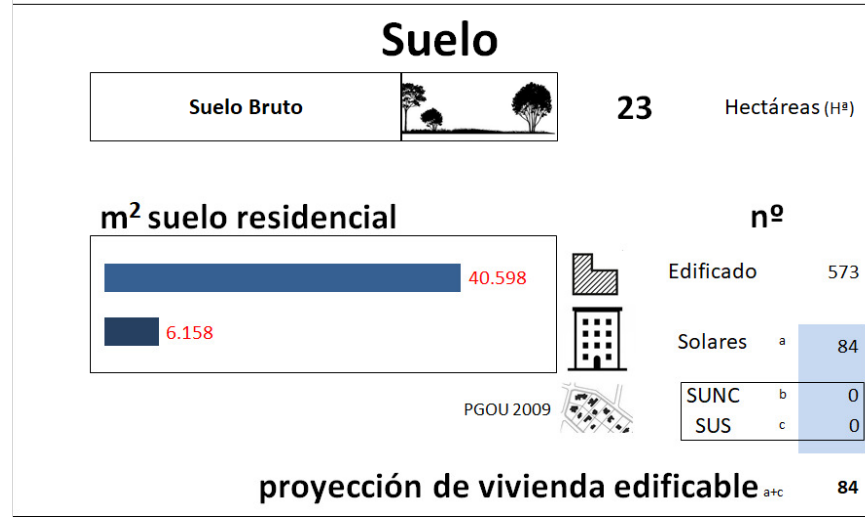 Suelo
Suelo Bruto
23
Hectáreas (Hª)
m² suelo residencial
nº
40.598
Edificado
573
6.158
Solares a
84
PGOU 2009
SUNC b
0
SUS c
0
proyección de vivienda edificable a+c
84